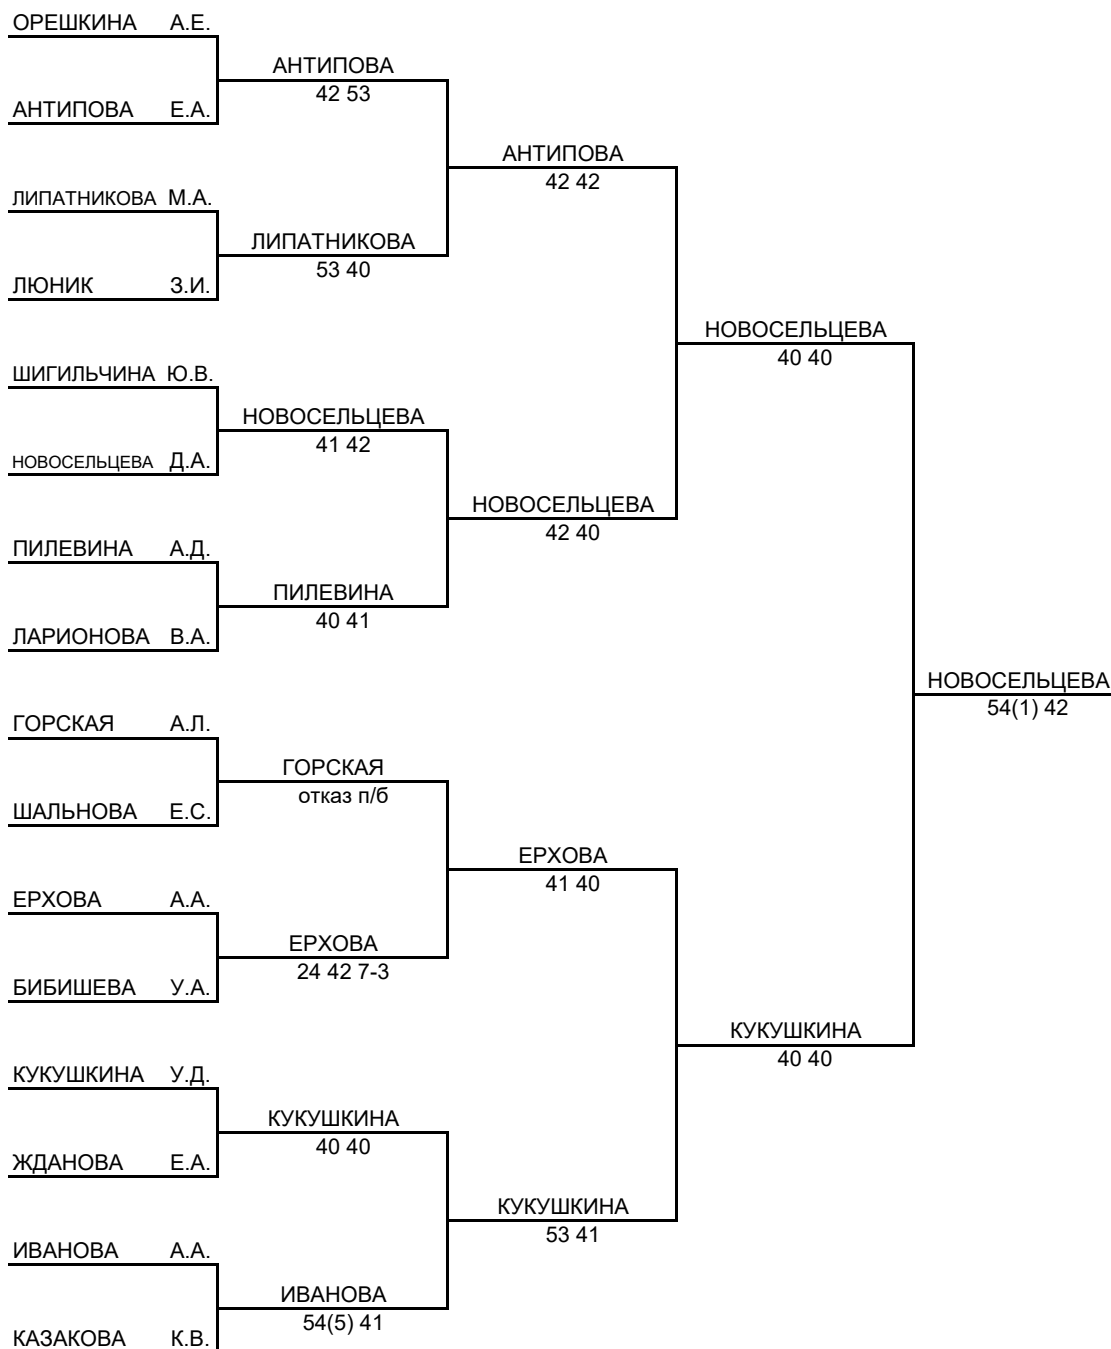 ОРЕШКИНА А.Е.
АНТИПОВА
42 53
АНТИПОВА Е.А.
АНТИПОВА
42 42
ЛИПАТНИКОВА М.А.
ЛИПАТНИКОВА
53 40
ЛЮНИК З.И.
НОВОСЕЛЬЦЕВА
40 40
ШИГИЛЬЧИНА Ю.В.
НОВОСЕЛЬЦЕВА
41 42
НОВОСЕЛЬЦЕВА Д.А.
НОВОСЕЛЬЦЕВА
42 40
ПИЛЕВИНА А.Д.
ПИЛЕВИНА
40 41
ЛАРИОНОВА В.А.
НОВОСЕЛЬЦЕВА
54(1) 42
ГОРСКАЯ А.Л.
ГОРСКАЯ
отказ п/б
ШАЛЬНОВА Е.С.
ЕРХОВА
41 40
ЕРХОВА А.А.
ЕРХОВА
24 42 7-3
БИБИШЕВА У.А.
КУКУШКИНА
40 40
КУКУШКИНА У.Д.
КУКУШКИНА
40 40
ЖДАНОВА Е.А.
КУКУШКИНА
53 41
ИВАНОВА А.А.
ИВАНОВА
54(5) 41
КАЗАКОВА К.В.